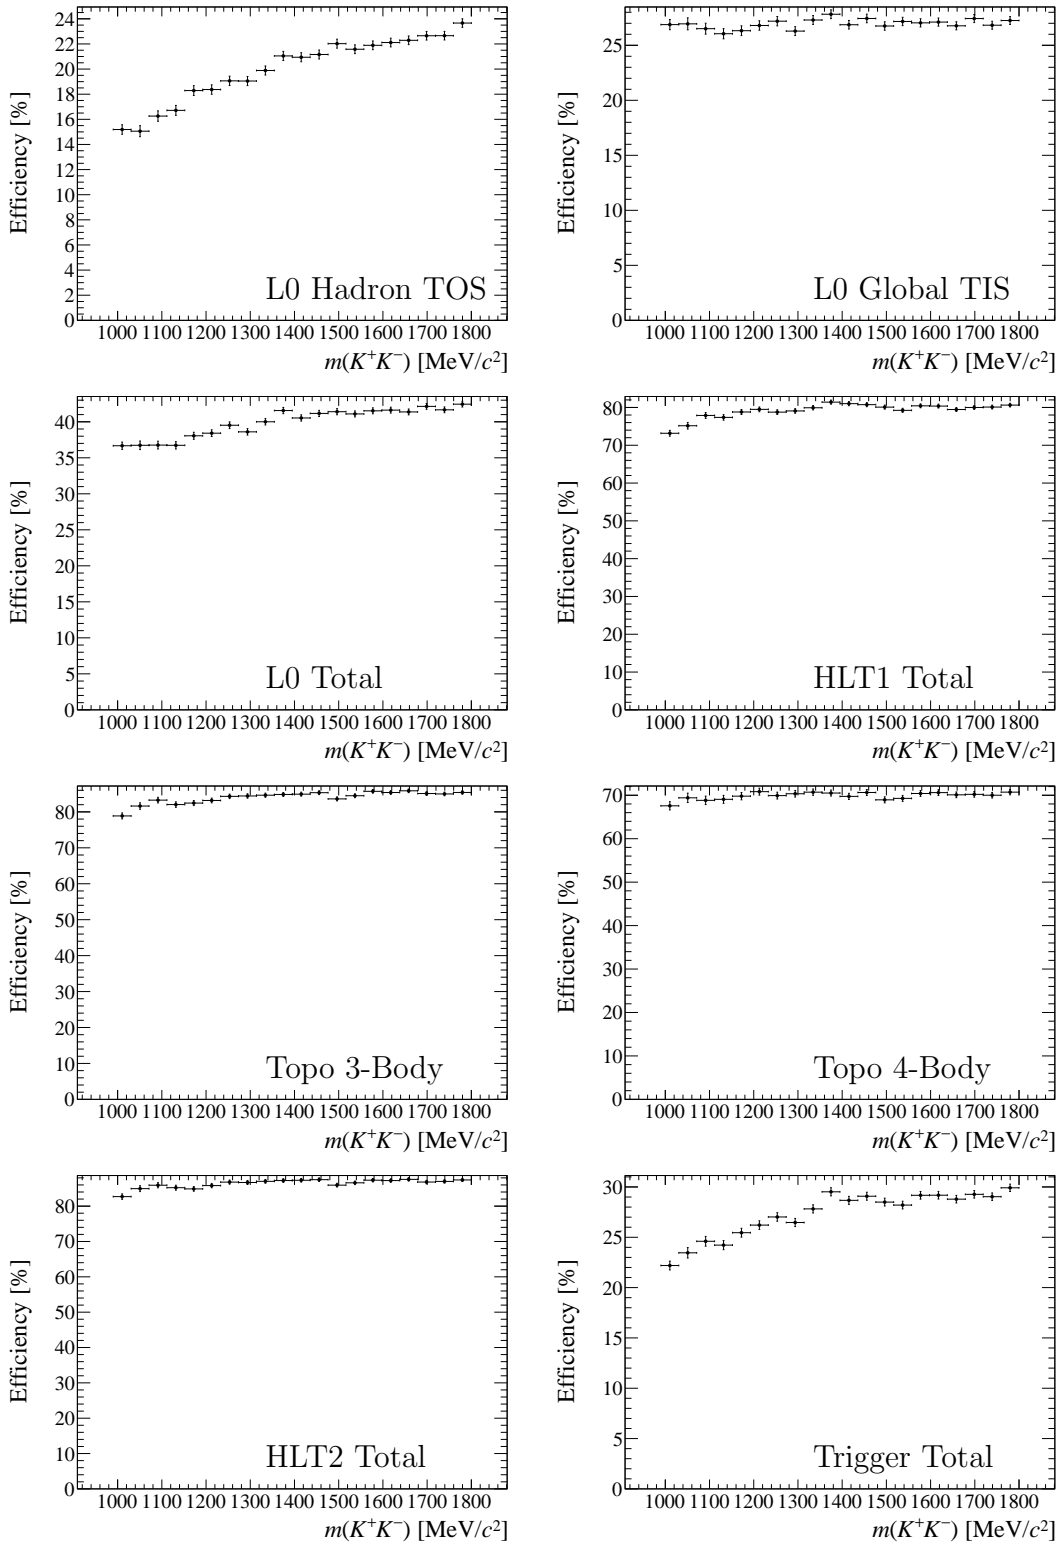 Efficiency [%]
24
22
20
18
16
14
12
10
8
6
4
2
0
L0 Hadron TOS
1000 1100 1200 1300 1400 1500 1600 1700 1800
m(K⁺K⁻) [MeV/c²]
Efficiency [%]
25
20
15
10
5
0
L0 Global TIS
1000 1100 1200 1300 1400 1500 1600 1700 1800
m(K⁺K⁻) [MeV/c²]
Efficiency [%]
40
35
30
25
20
15
10
5
0
L0 Total
1000 1100 1200 1300 1400 1500 1600 1700 1800
m(K⁺K⁻) [MeV/c²]
Efficiency [%]
80
70
60
50
40
30
20
10
0
HLT1 Total
1000 1100 1200 1300 1400 1500 1600 1700 1800
m(K⁺K⁻) [MeV/c²]
Efficiency [%]
80
70
60
50
40
30
20
10
0
Topo 3-Body
1000 1100 1200 1300 1400 1500 1600 1700 1800
m(K⁺K⁻) [MeV/c²]
Efficiency [%]
70
60
50
40
30
20
10
0
Topo 4-Body
1000 1100 1200 1300 1400 1500 1600 1700 1800
m(K⁺K⁻) [MeV/c²]
Efficiency [%]
80
70
60
50
40
30
20
10
0
HLT2 Total
1000 1100 1200 1300 1400 1500 1600 1700 1800
m(K⁺K⁻) [MeV/c²]
Efficiency [%]
30
25
20
15
10
5
0
Trigger Total
1000 1100 1200 1300 1400 1500 1600 1700 1800
m(K⁺K⁻) [MeV/c²]